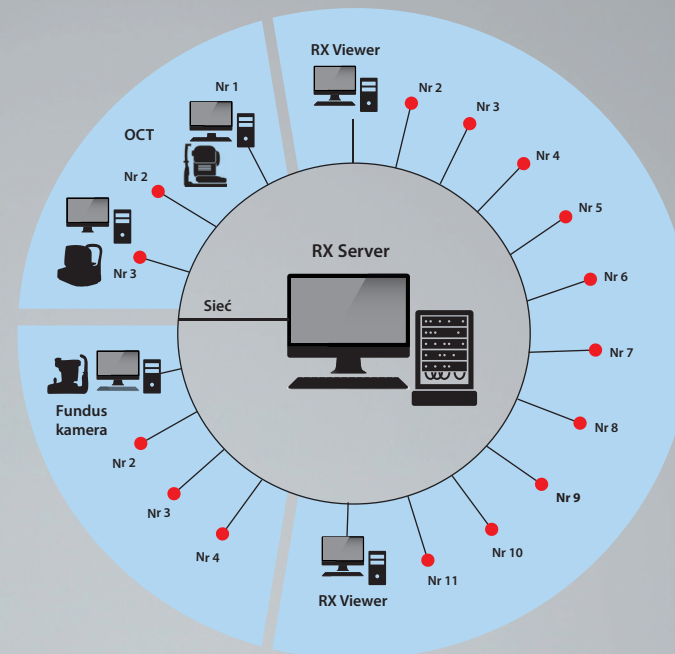 RX Viewer
Nr 2
Nr 3
Nr 4
Nr 5
Nr 6
Nr 7
Nr 8
Nr 9
Nr 10
Nr 11
RX Viewer
Nr 1
OCT
Nr 2
Nr 3
RX Server
Sieć
Fundus
kamera
Nr 2
Nr 3
Nr 4